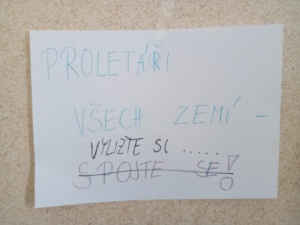 PROLETÁŘI
VŠECH ZEMÍ -
VYLIŽTE SI .....
SPOJTE SE!